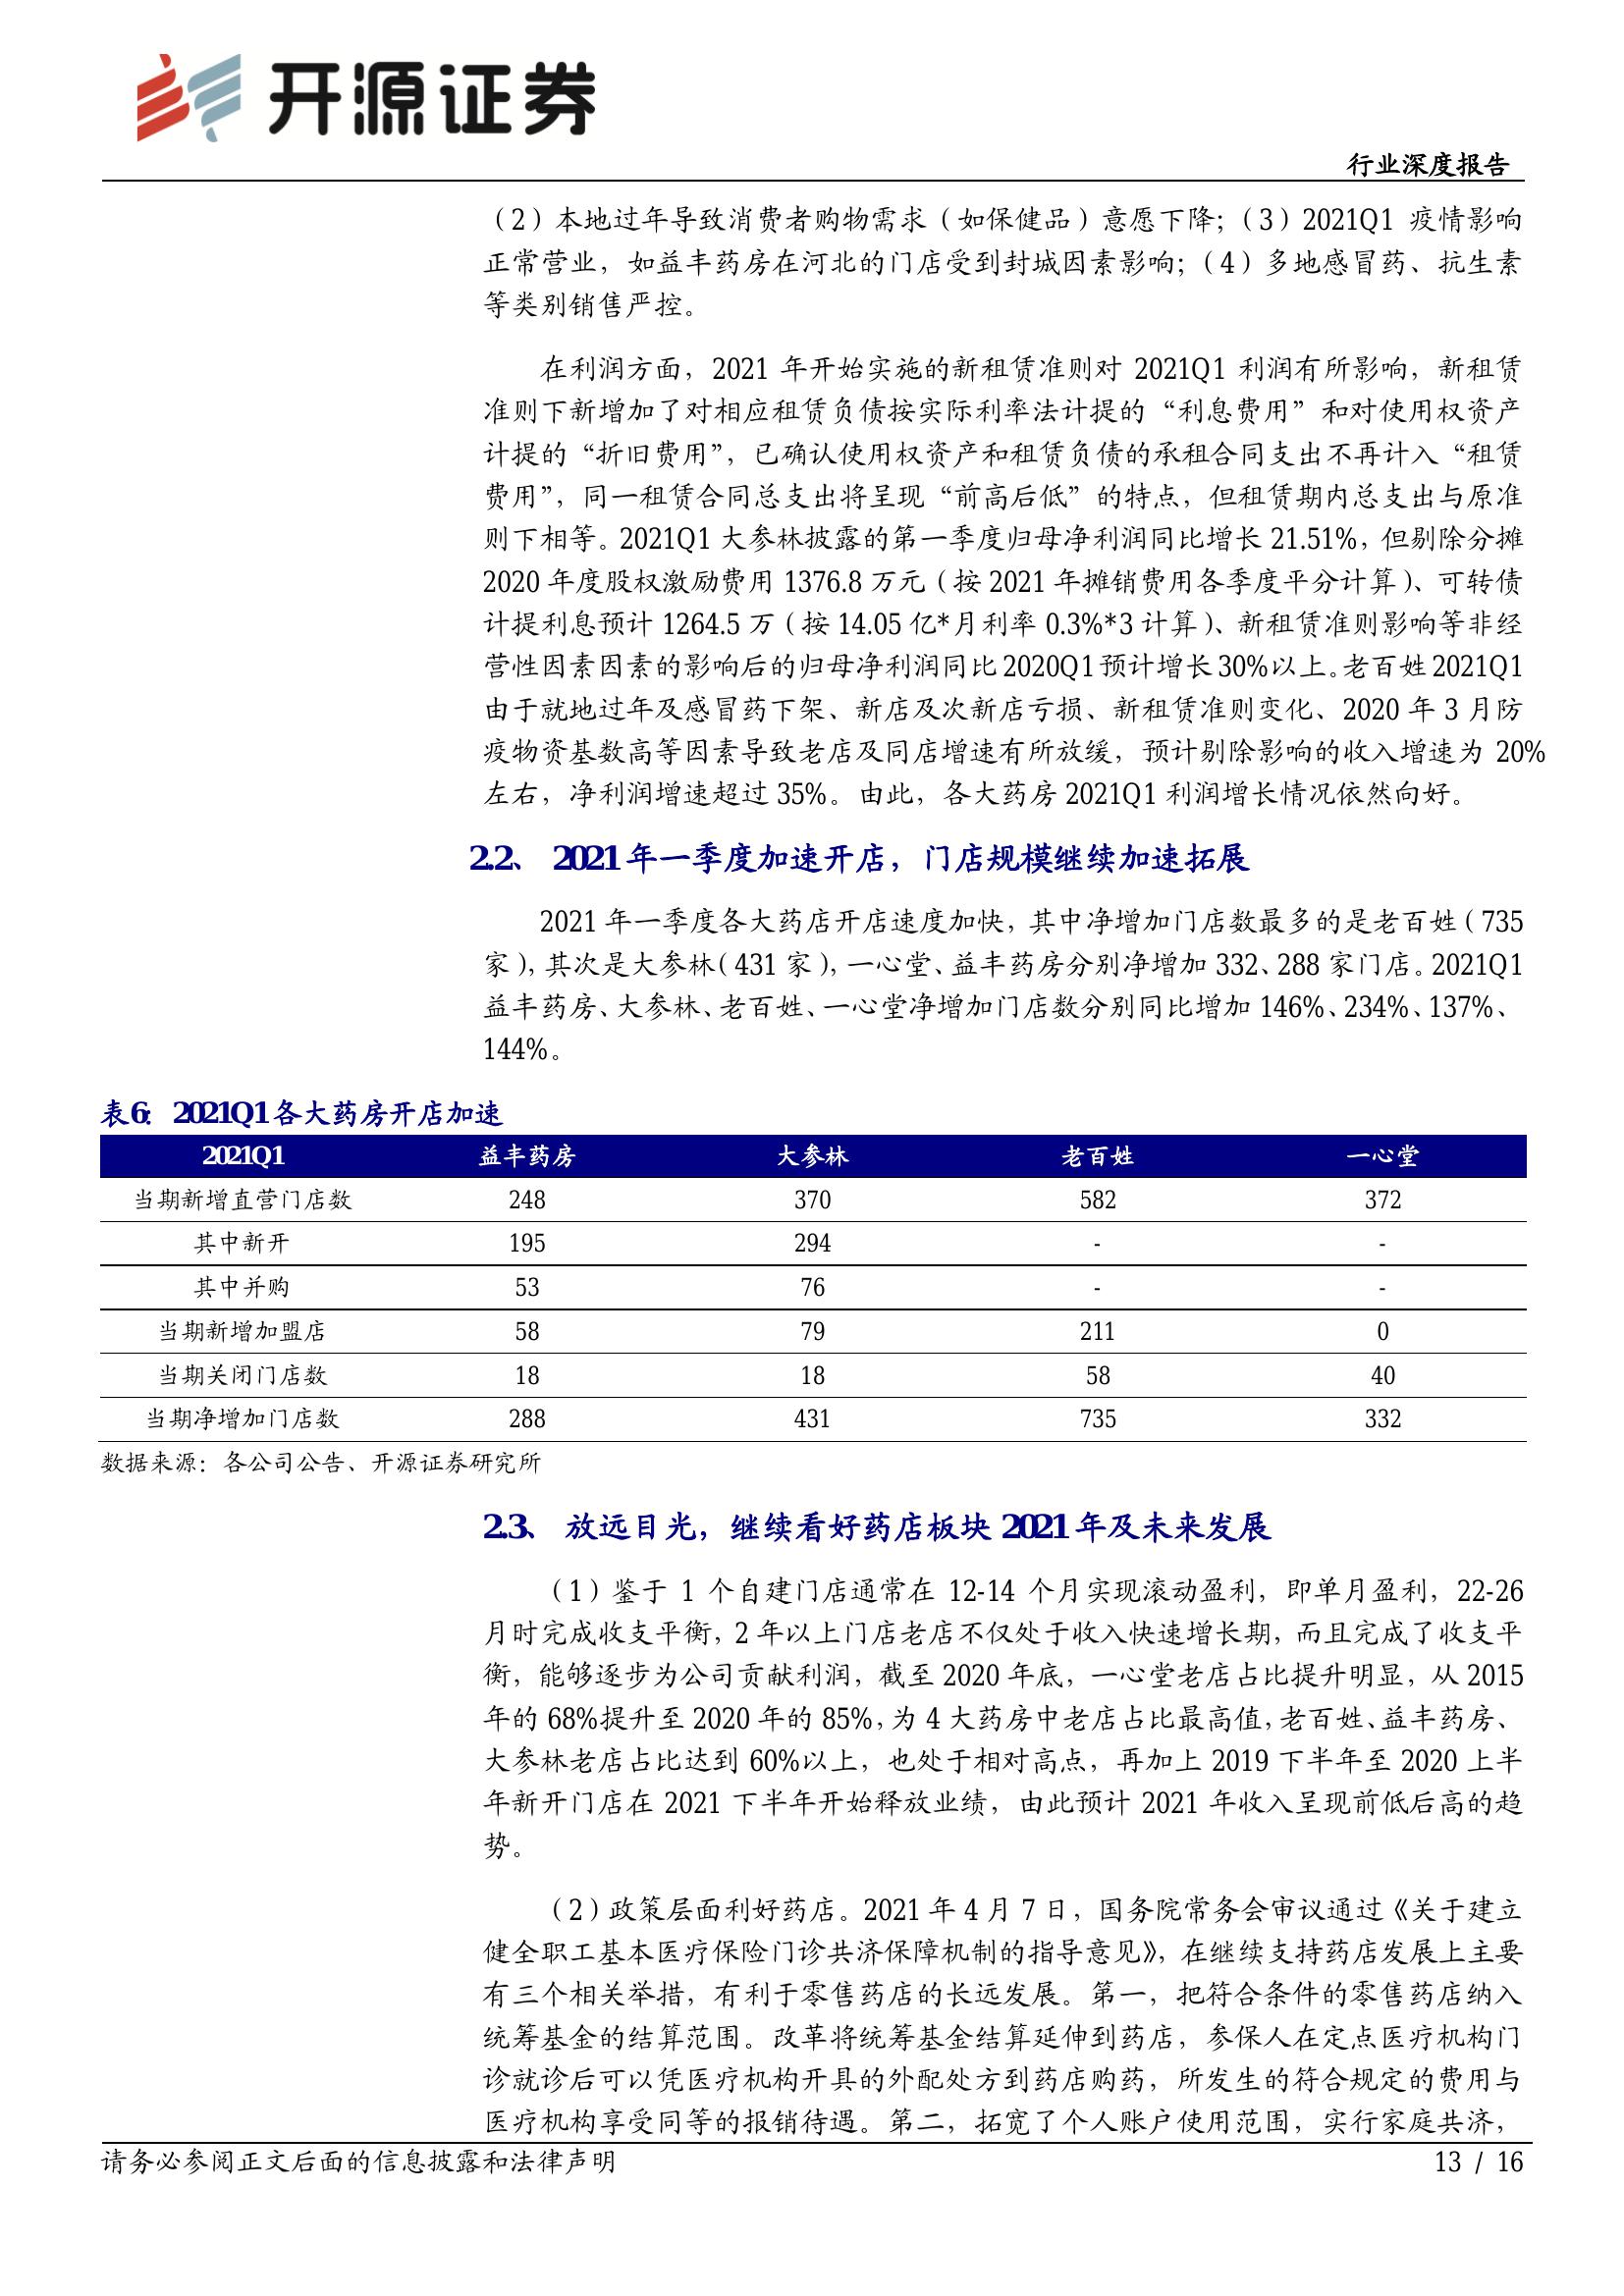 开源证券
行业深度报告
（2）本地过年导致消费者购物需求（如保健品）意愿下降；（3）2021Q1 疫情影响
正常营业，如益丰药房在河北的门店受到封城因素影响；（4）多地感冒药、抗生素
等类别销售严控。
在利润方面，2021 年开始实施的新租赁准则对 2021Q1 利润有所影响，新租赁
准则下新增加了对相应租赁负债按实际利率法计提的“利息费用”和对使用权资产
计提的“折旧费用”，已确认使用权资产和租赁负债的承租合同支出不再计入“租赁
费用”，同一租赁合同总支出将呈现“前高后低”的特点，但租赁期内总支出与原准
则下相等。2021Q1 大参林披露的第一季度归母净利润同比增长 21.51%，但剔除分摊
2020 年度股权激励费用 1376.8 万元（按 2021 年摊销费用各季度平分计算）、可转债
计提利息预计 1264.5 万（按 14.05 亿*月利率 0.3%*3 计算）、新租赁准则影响等非经
营性因素因素的影响后的归母净利润同比 2020Q1 预计增长 30%以上。老百姓 2021Q1
由于就地过年及感冒药下架、新店及次新店亏损、新租赁准则变化、2020 年 3 月防
疫物资基数高等因素导致老店及同店增速有所放缓，预计剔除影响的收入增速为 20%
左右，净利润增速超过 35%。由此，各大药房 2021Q1 利润增长情况依然向好。
2.2、 2021 年一季度加速开店，门店规模继续加速拓展
2021 年一季度各大药店开店速度加快，其中净增加门店数最多的是老百姓（735
家），其次是大参林（431 家），一心堂、益丰药房分别净增加 332、288 家门店。2021Q1
益丰药房、大参林、老百姓、一心堂净增加门店数分别同比增加 146%、234%、137%、
144%。
表6： 2021Q1 各大药房开店加速
2021Q1 益丰药房 大参林 老百姓 一心堂
当期新增直营门店数 248 370 582 372
其中新开 195 294 - -
其中并购 53 76 - -
当期新增加盟店 58 79 211 0
当期关闭门店数 18 18 58 40
当期净增加门店数 288 431 735 332
数据来源：各公司公告、开源证券研究所
2.3、 放远目光，继续看好药店板块 2021 年及未来发展
（1）鉴于 1 个自建门店通常在 12-14 个月实现滚动盈利，即单月盈利，22-26
月时完成收支平衡，2 年以上门店老店不仅处于收入快速增长期，而且完成了收支平
衡，能够逐步为公司贡献利润，截至 2020 年底，一心堂老店占比提升明显，从 2015
年的 68%提升至 2020 年的 85%，为 4 大药房中老店占比最高值，老百姓、益丰药房、
大参林老店占比达到 60%以上，也处于相对高点，再加上 2019 下半年至 2020 上半
年新开门店在 2021 下半年开始释放业绩，由此预计 2021 年收入呈现前低后高的趋
势。
（2）政策层面利好药店。2021 年 4 月 7 日，国务院常务会审议通过《关于建立
健全职工基本医疗保险门诊共济保障机制的指导意见》，在继续支持药店发展上主要
有三个相关举措，有利于零售药店的长远发展。第一，把符合条件的零售药店纳入
统筹基金的结算范围。改革将统筹基金结算延伸到药店，参保人在定点医疗机构门
诊就诊后可以凭医疗机构开具的外配处方到药店购药，所发生的符合规定的费用与
医疗机构享受同等的报销待遇。第二，拓宽了个人账户使用范围，实行家庭共济，
请务必参阅正文后面的信息披露和法律声明 13 / 16